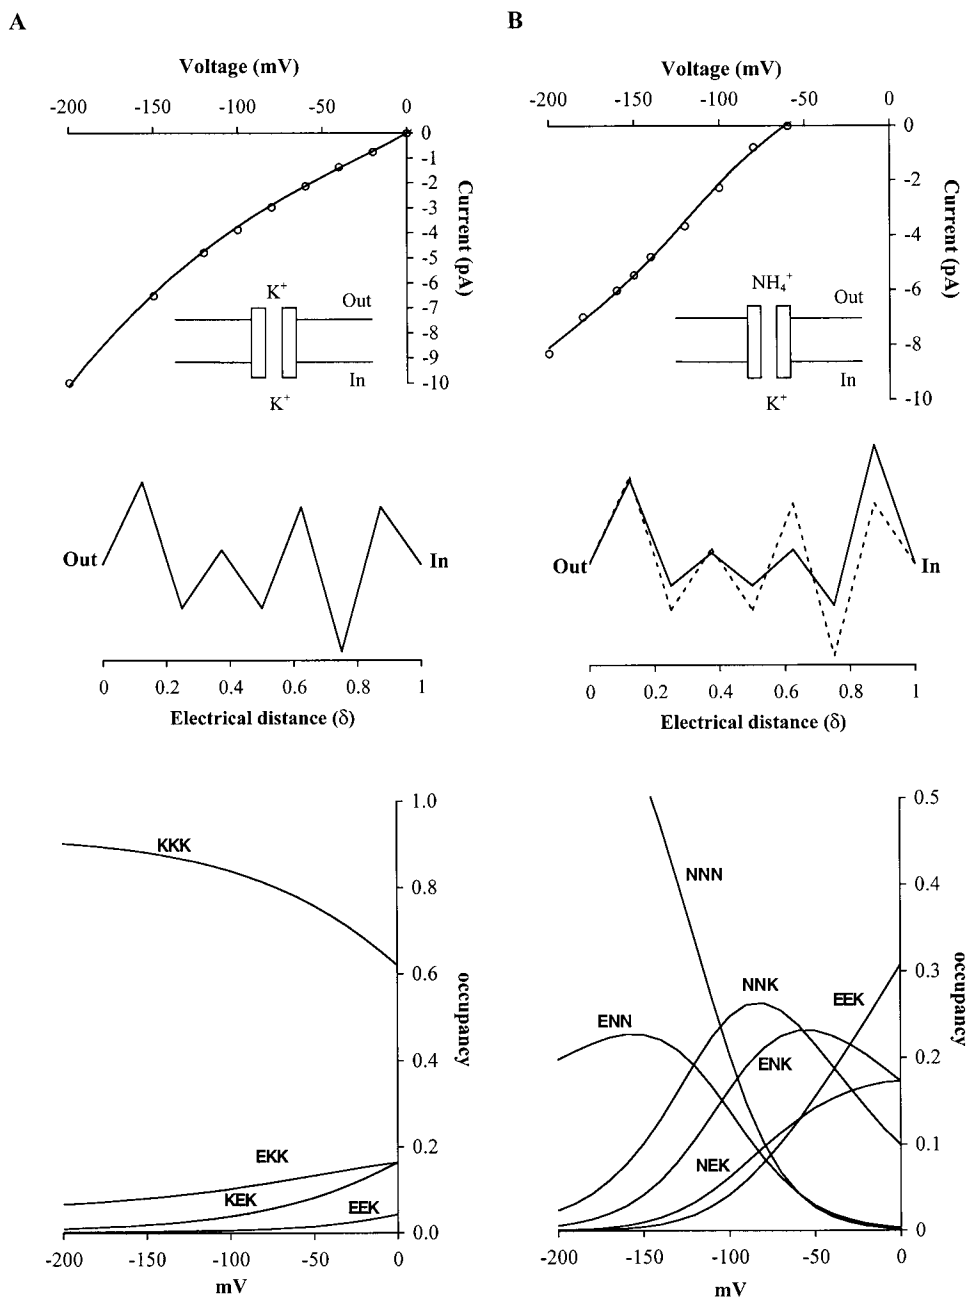 A
Voltage (mV)
-200 -150 -100 -50 0
0
-1
-2
-3
-4
-5
-6
-7
-8
-9
-10
Current (pA)
K+
Out
In
K+
Out
In
0 0.2 0.4 0.6 0.8 1
Electrical distance (δ)
1.0
0.8
0.6
0.4
0.2
0.0
occupancy
KKK
EKK
KEK
EEK
-200 -150 -100 -50 0
mV
B
Voltage (mV)
-200 -150 -100 -50 0
0
-2
-4
-6
-8
-10
Current (pA)
NH4+
Out
In
K+
Out
In
0 0.2 0.4 0.6 0.8 1
Electrical distance (δ)
0.5
0.4
0.3
0.2
0.1
0
occupancy
NNN
NNK
EEK
ENN
ENK
NEK
-200 -150 -100 -50 0
mV